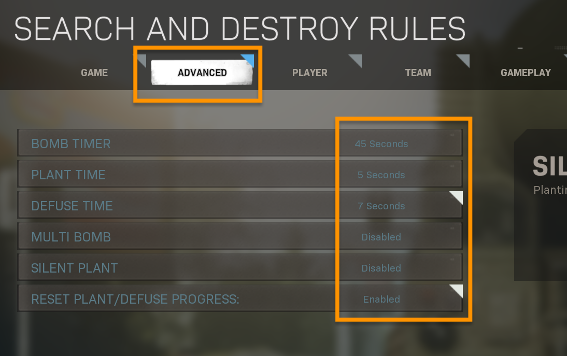 SEARCH AND DESTROY RULES
GAME ADVANCED PLAYER TEAM GAMEPLAY
BOMB TIMER 45 Seconds
PLANT TIME 5 Seconds
DEFUSE TIME 7 Seconds
MULTI BOMB Disabled
SILENT PLANT Disabled
RESET PLANT/DEFUSE PROGRESS: Enabled
SIL
Planti